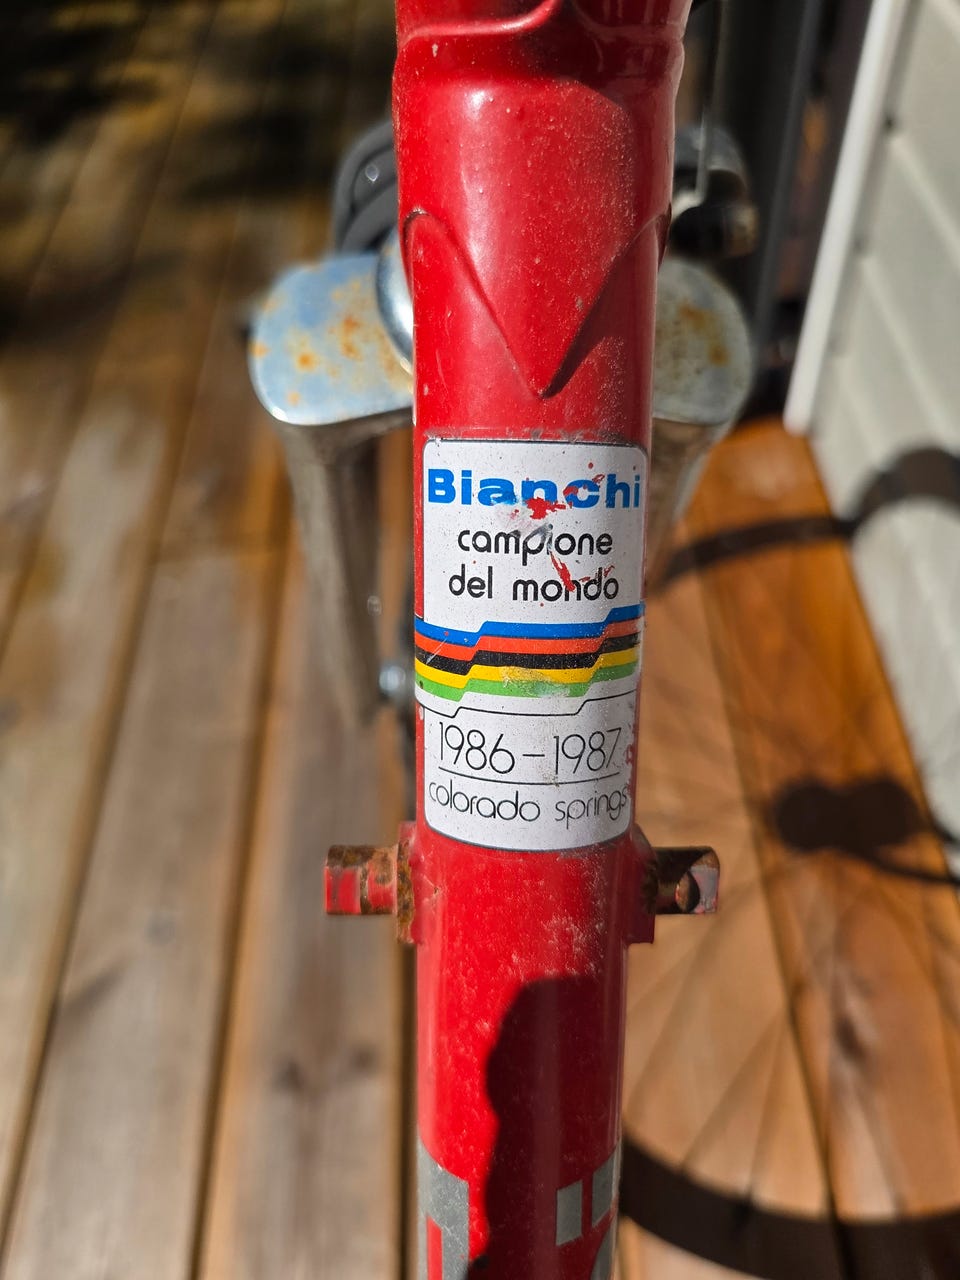 Bianchi
campione
del mondo
1986-1987
colorado springs